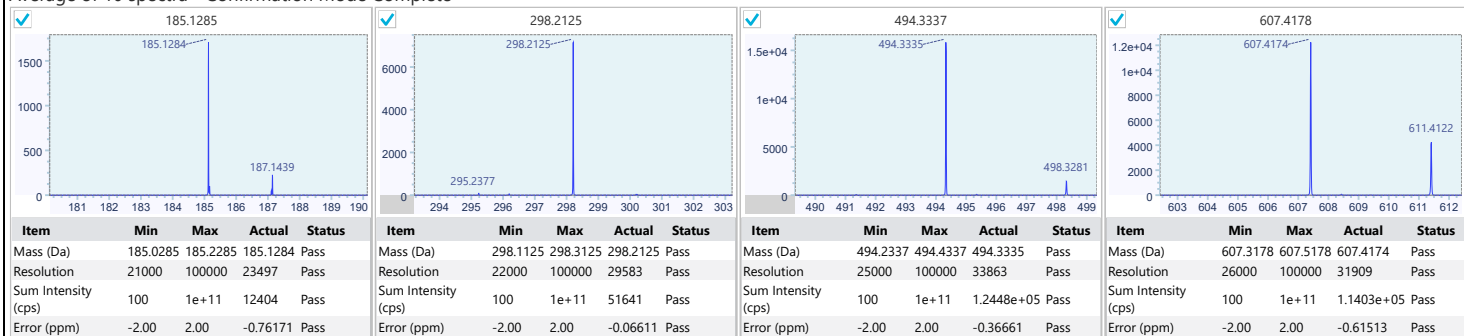 185.1285 298.2125 494.3337 607.4178
185.1284 298.2125 494.3335 607.4174
1500 6000 1.5e+04 1.2e+04
1000 4000 1e+04 1e+04
500 2000 5000 8000
0 0 0 6000
4000
2000
0
187.1439 295.2377 498.3281 611.4122
181 182 183 184 185 186 187 188 189 190
294 295 296 297 298 299 300 301 302 303
490 491 492 493 494 495 496 497 498 499
603 604 605 606 607 608 609 610 611 612
Item Min Max Actual Status
Mass (Da) 185.0285 185.2285 185.1284 Pass
Resolution 21000 100000 23497 Pass
Sum Intensity (cps) 100 1e+11 12404 Pass
Error (ppm) -2.00 2.00 -0.76171 Pass
Item Min Max Actual Status
Mass (Da) 298.1125 298.3125 298.2125 Pass
Resolution 22000 100000 29583 Pass
Sum Intensity (cps) 100 1e+11 51641 Pass
Error (ppm) -2.00 2.00 -0.06611 Pass
Item Min Max Actual Status
Mass (Da) 494.2337 494.4337 494.3335 Pass
Resolution 25000 100000 33863 Pass
Sum Intensity (cps) 100 1e+11 1.2448e+05 Pass
Error (ppm) -2.00 2.00 -0.36661 Pass
Item Min Max Actual Status
Mass (Da) 607.3178 607.5178 607.4174 Pass
Resolution 26000 100000 31909 Pass
Sum Intensity (cps) 100 1e+11 1.1403e+05 Pass
Error (ppm) -2.00 2.00 -0.61513 Pass